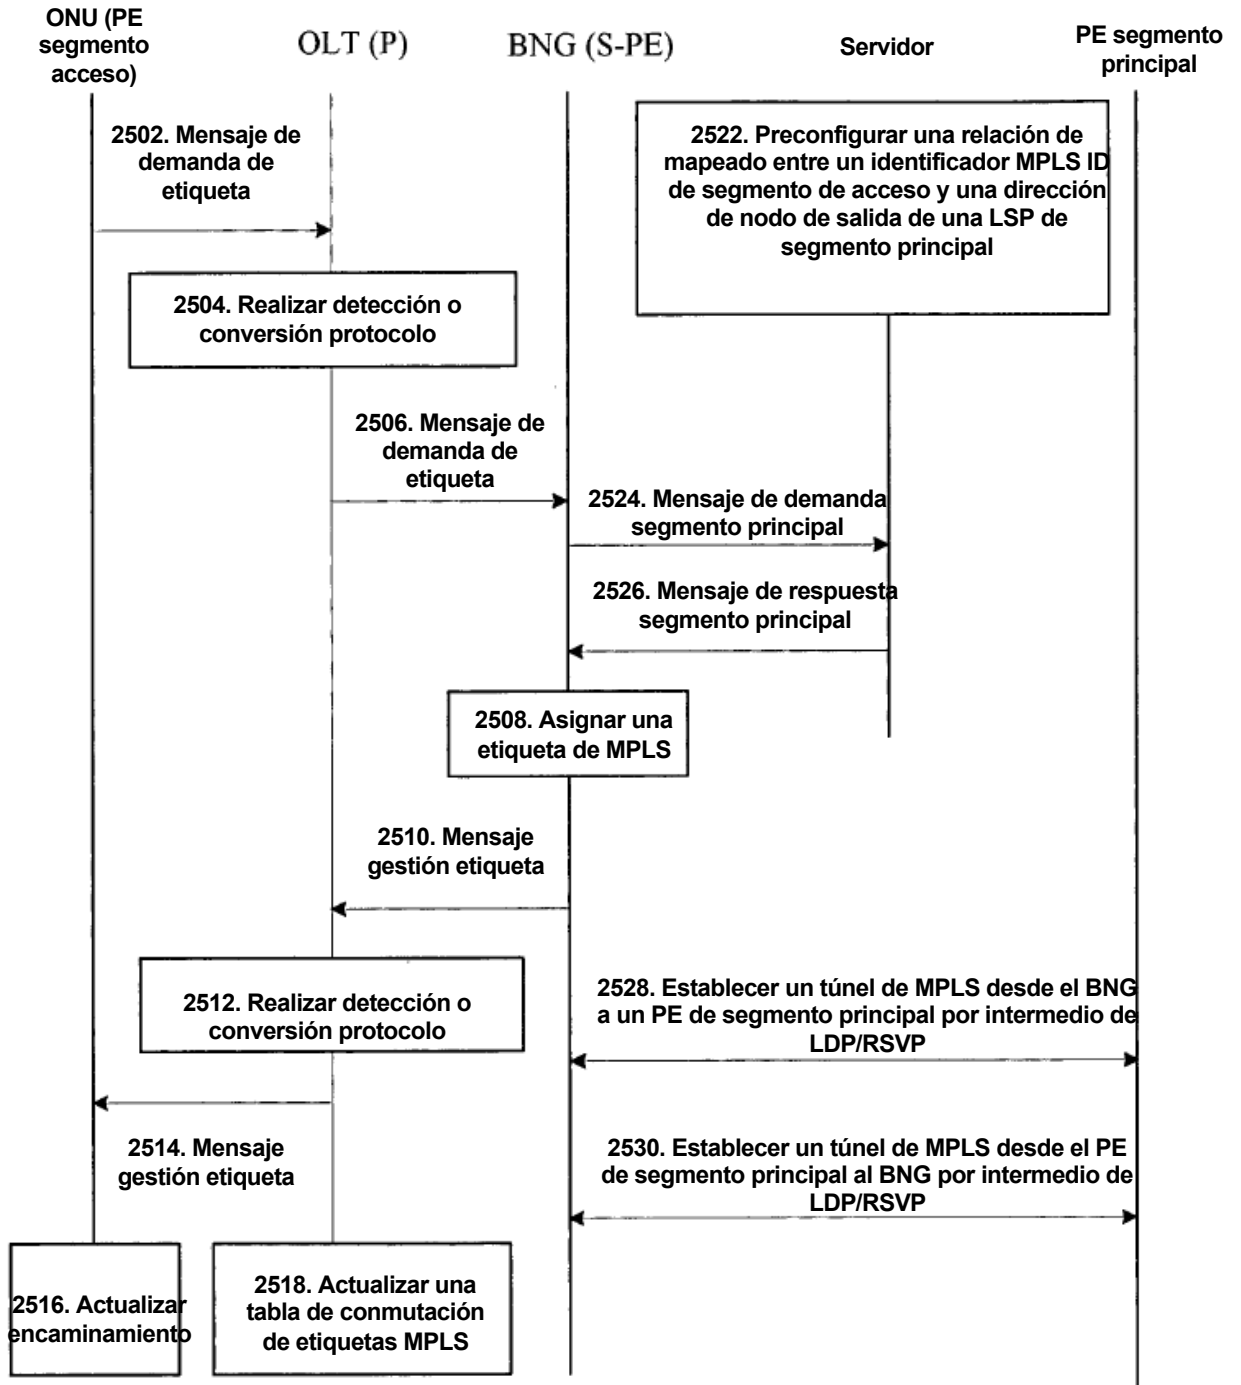 ONU (PE
segmento
acceso)
OLT (P)
BNG (S-PE)
Servidor
PE segmento
principal
2502. Mensaje de
demanda de
etiqueta
2522. Preconfigurar una relación de
mapeado entre un identificador MPLS ID
de segmento de acceso y una dirección
de nodo de salida de una LSP de
segmento principal
2504. Realizar detección o
conversión protocolo
2506. Mensaje de
demanda de
etiqueta
2524. Mensaje de demanda
segmento principal
2526. Mensaje de respuesta
segmento principal
2508. Asignar una
etiqueta de MPLS
2510. Mensaje
gestión etiqueta
2512. Realizar detección o
conversión protocolo
2528. Establecer un túnel de MPLS desde el BNG
a un PE de segmento principal por intermedio de
LDP/RSVP
2514. Mensaje
gestión etiqueta
2530. Establecer un túnel de MPLS desde el PE
de segmento principal al BNG por intermedio de
LDP/RSVP
2516. Actualizar
encaminamiento
2518. Actualizar una
tabla de conmutación
de etiquetas MPLS